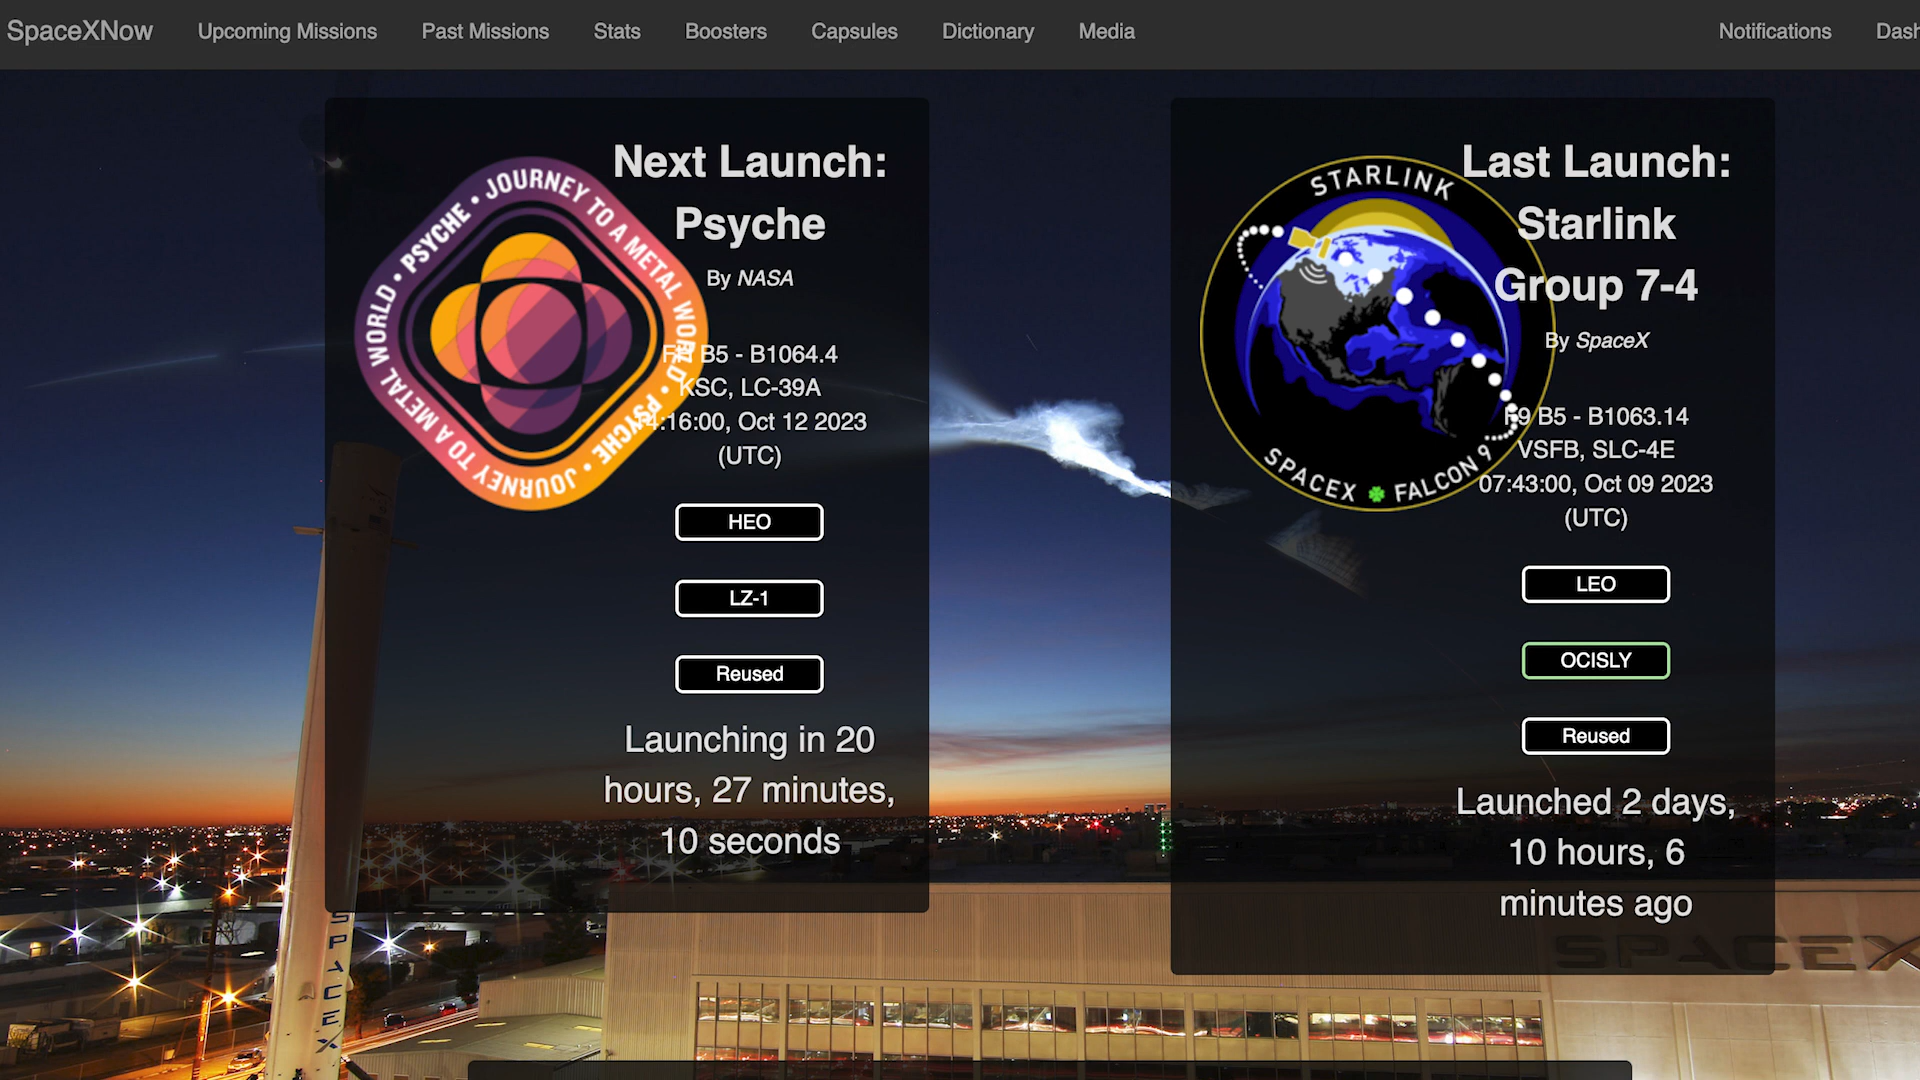 SpaceXNow Upcoming Missions Past Missions Stats Boosters Capsules Dictionary Media Notifications
JOURNEY TO A METAL WORLD • PSYCHE • JOURNEY TO A METAL WORLD • PSYCHE •
Next Launch:
Psyche
By NASA
B5 - B1064.4
KSC, LC-39A
Oct 12 2023
(UTC)
HEO
LZ-1
Reused
Launching in 20
hours, 27 minutes,
10 seconds
STARLINK
SPACEX FALCON 9
Last Launch:
Starlink
Group 7-4
By SpaceX
F9 B5 - B1063.14
VSFB, SLC-4E
07:43:00, Oct 09 2023
(UTC)
LEO
OCISLY
Reused
Launched 2 days,
10 hours, 6
minutes ago
SPACEX
SPACEX